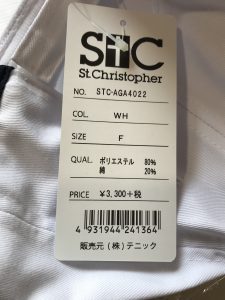 STC
St.Christopher
NO. STC-AGA4022
COL. WH
SIZE F
QUAL. ポリエステル 80%
綿 20%
PRICE ¥3,300+税
4 931944 241364
販売元 (株)テニック